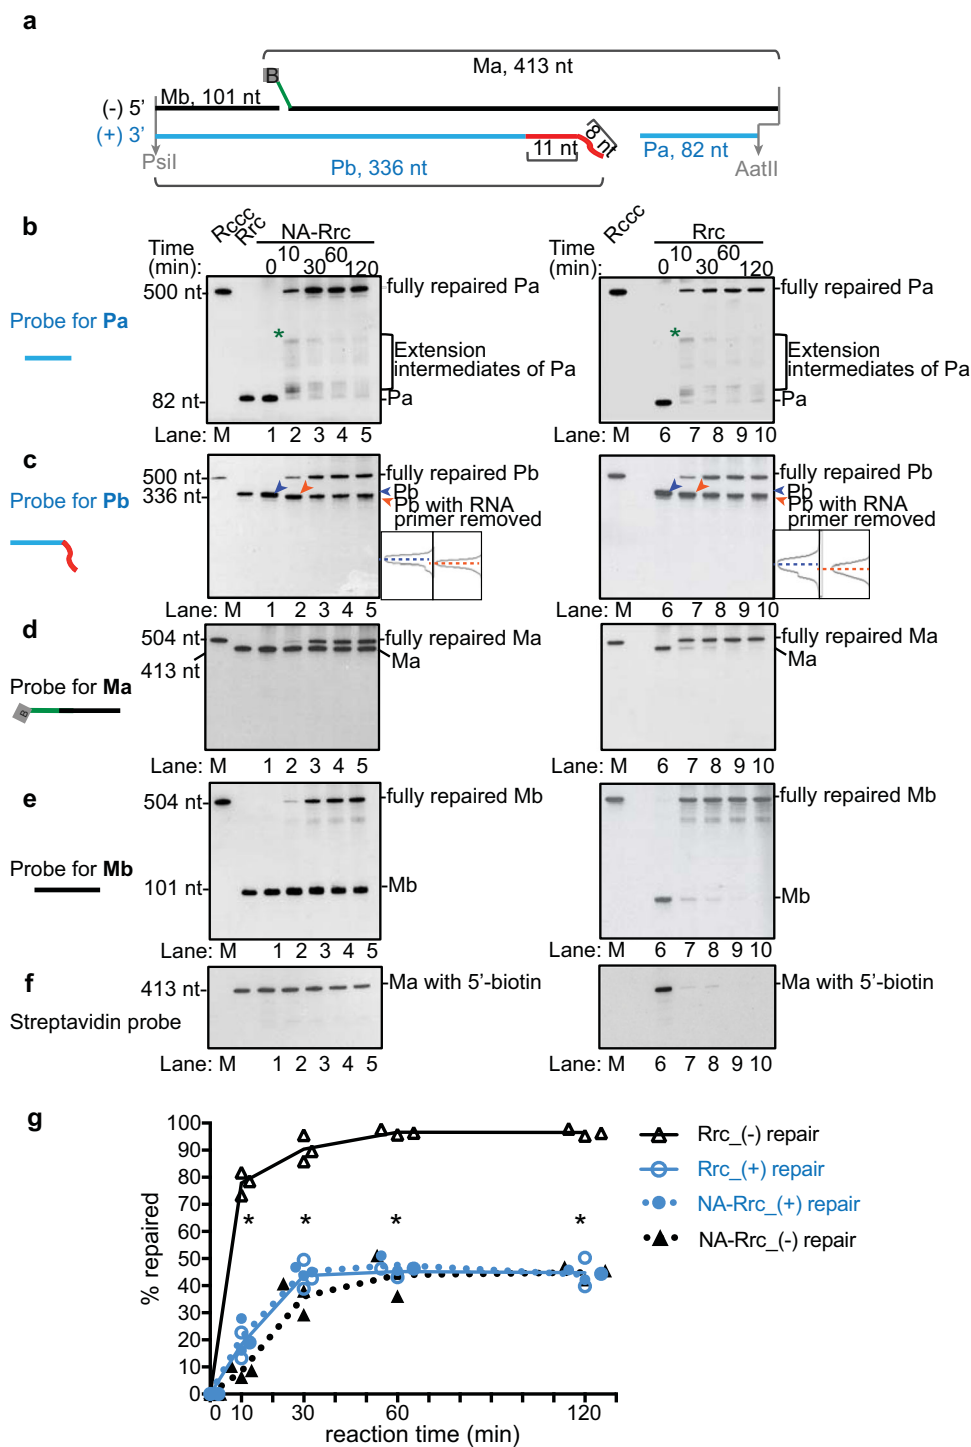 a
Ma, 413 nt
B
Mb, 101 nt
(-) 5’
(+) 3’
8 nt
11 nt
Pa, 82 nt
PsiI
Pb, 336 nt
AatII
b
Rccc
Rrc
NA-Rrc
Time (min):
0 10 30 60 120
500 nt
fully repaired Pa
Probe for Pa
*
Extension intermediates of Pa
82 nt
Pa
Lane: M 1 2 3 4 5
Rccc
Rrc
Time (min):
0 10 30 60 120
fully repaired Pa
*
Extension intermediates of Pa
Pa
Lane: M 6 7 8 9 10
c
Probe for Pb
500 nt
336 nt
fully repaired Pb
Pb
Pb with RNA primer removed
Lane: M 1 2 3 4 5
fully repaired Pb
Pb
Pb with RNA primer removed
Lane: M 6 7 8 9 10
d
504 nt
413 nt
fully repaired Ma
Ma
Probe for Ma
B
Lane: M 1 2 3 4 5
fully repaired Ma
Ma
Lane: M 6 7 8 9 10
e
504 nt
fully repaired Mb
Probe for Mb
101 nt
Mb
Lane: M 1 2 3 4 5
fully repaired Mb
Mb
Lane: M 6 7 8 9 10
f
413 nt
Ma with 5’-biotin
Streptavidin probe
Lane: M 1 2 3 4 5
Ma with 5’-biotin
Lane: M 6 7 8 9 10
g
% repaired
100
90
80
70
60
50
40
30
20
10
0
* * * *
0 10 30 60 120
reaction time (min)
Rrc_(-) repair
Rrc_(+) repair
NA-Rrc_(+) repair
NA-Rrc_(-) repair